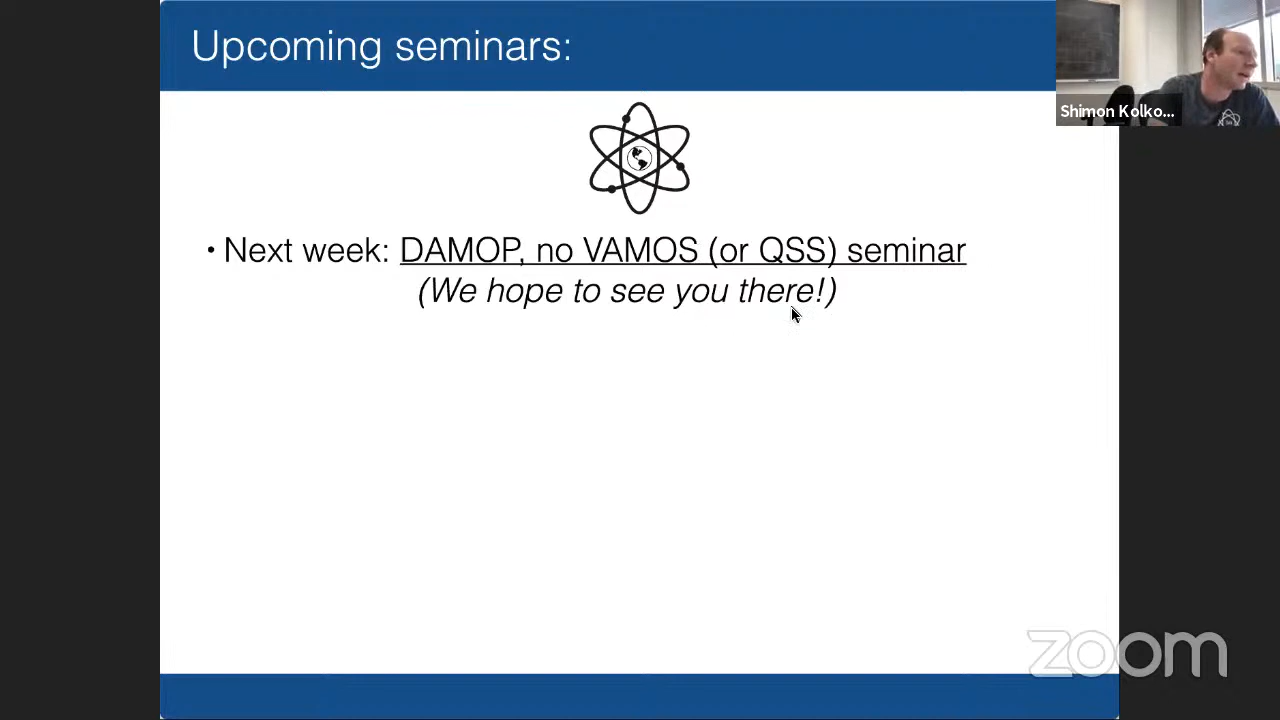 Upcoming seminars:
Shimon Kolko...
• Next week: DAMOP, no VAMOS (or QSS) seminar
(We hope to see you there!)
zoom